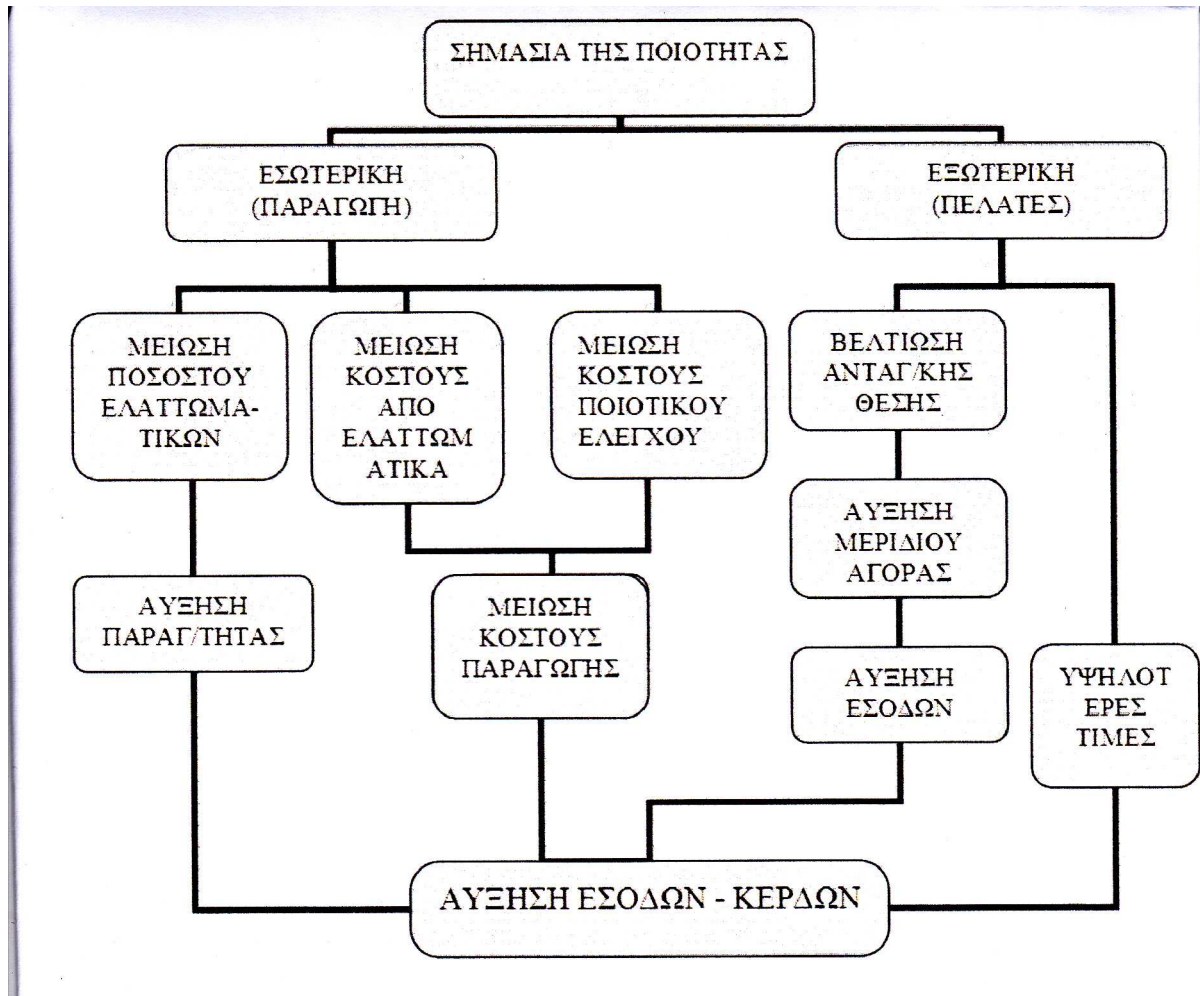 ΣΗΜΑΣΙΑ ΤΗΣ ΠΟΙΟΤΗΤΑΣ
ΕΣΩΤΕΡΙΚΗ
(ΠΑΡΑΓΩΓΗ)
ΕΞΩΤΕΡΙΚΗ
(ΠΕΛΑΤΕΣ)
ΜΕΙΩΣΗ
ΠΟΣΟΣΤΟΥ
ΕΛΑΤΤΩΜΑ-
ΤΙΚΩΝ
ΜΕΙΩΣΗ
ΚΟΣΤΟΥΣ
ΑΠΟ
ΕΛΑΤΤΩΜ
ΑΤΙΚΑ
ΜΕΙΩΣΗ
ΚΟΣΤΟΥΣ
ΠΟΙΟΤΙΚΟΥ
ΕΛΕΓΧΟΥ
ΒΕΛΤΙΩΣΗ
ΑΝΤΑΓ/ΚΗΣ
ΘΕΣΗΣ
ΑΥΞΗΣΗ
ΜΕΡΙΔΙΟΥ
ΑΓΟΡΑΣ
ΑΥΞΗΣΗ
ΠΑΡΑΓ/ΤΗΤΑΣ
ΜΕΙΩΣΗ
ΚΟΣΤΟΥΣ
ΠΑΡΑΓΩΓΗΣ
ΑΥΞΗΣΗ
ΕΣΟΔΩΝ
ΥΨΗΛΟΤ
ΕΡΕΣ
ΤΙΜΕΣ
ΑΥΞΗΣΗ ΕΣΟΔΩΝ - ΚΕΡΔΩΝ